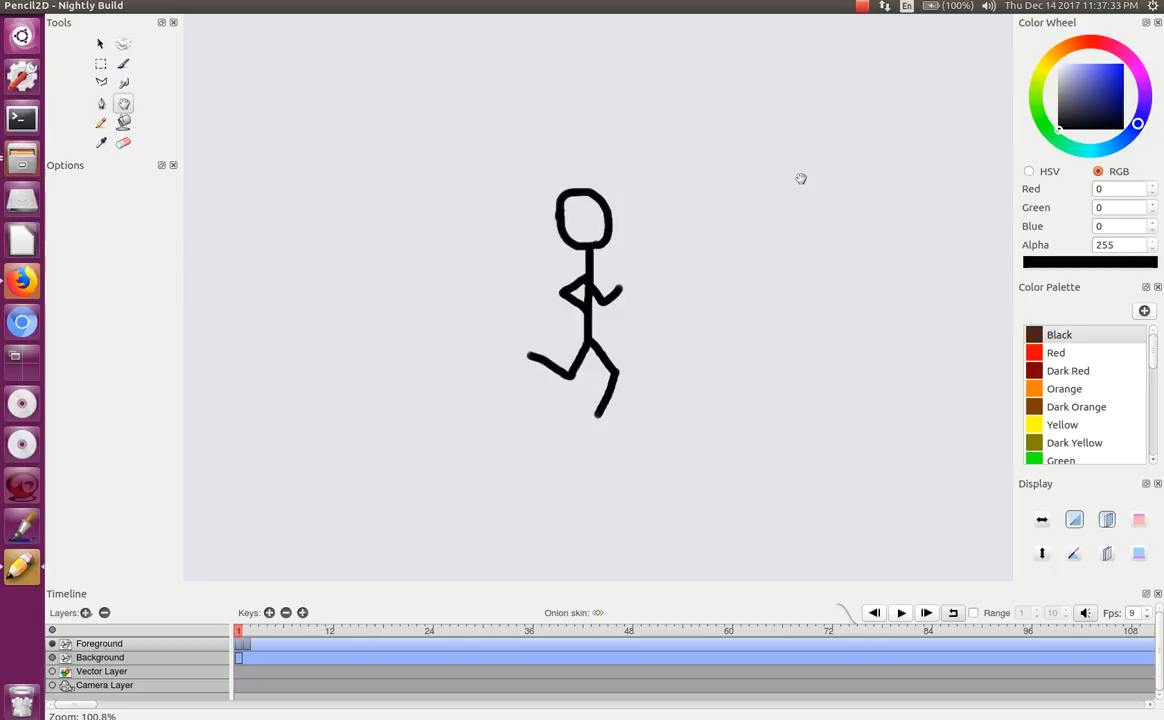 Pencil2D - Nightly Build
En (100%) Thu Dec 14 2017 11:37:33 PM
Tools
Options
Color Wheel
HSV RGB
Red 0
Green 0
Blue 0
Alpha 255
Color Palette
Black
Red
Dark Red
Orange
Dark Orange
Yellow
Dark Yellow
Green
Display
Timeline
Layers: Keys: Onion skin: Range 1 10 Fps: 9
1 12 24 36 48 60 72 84 96 108
Foreground
Background
Vector Layer
Camera Layer
Zoom: 100.8%